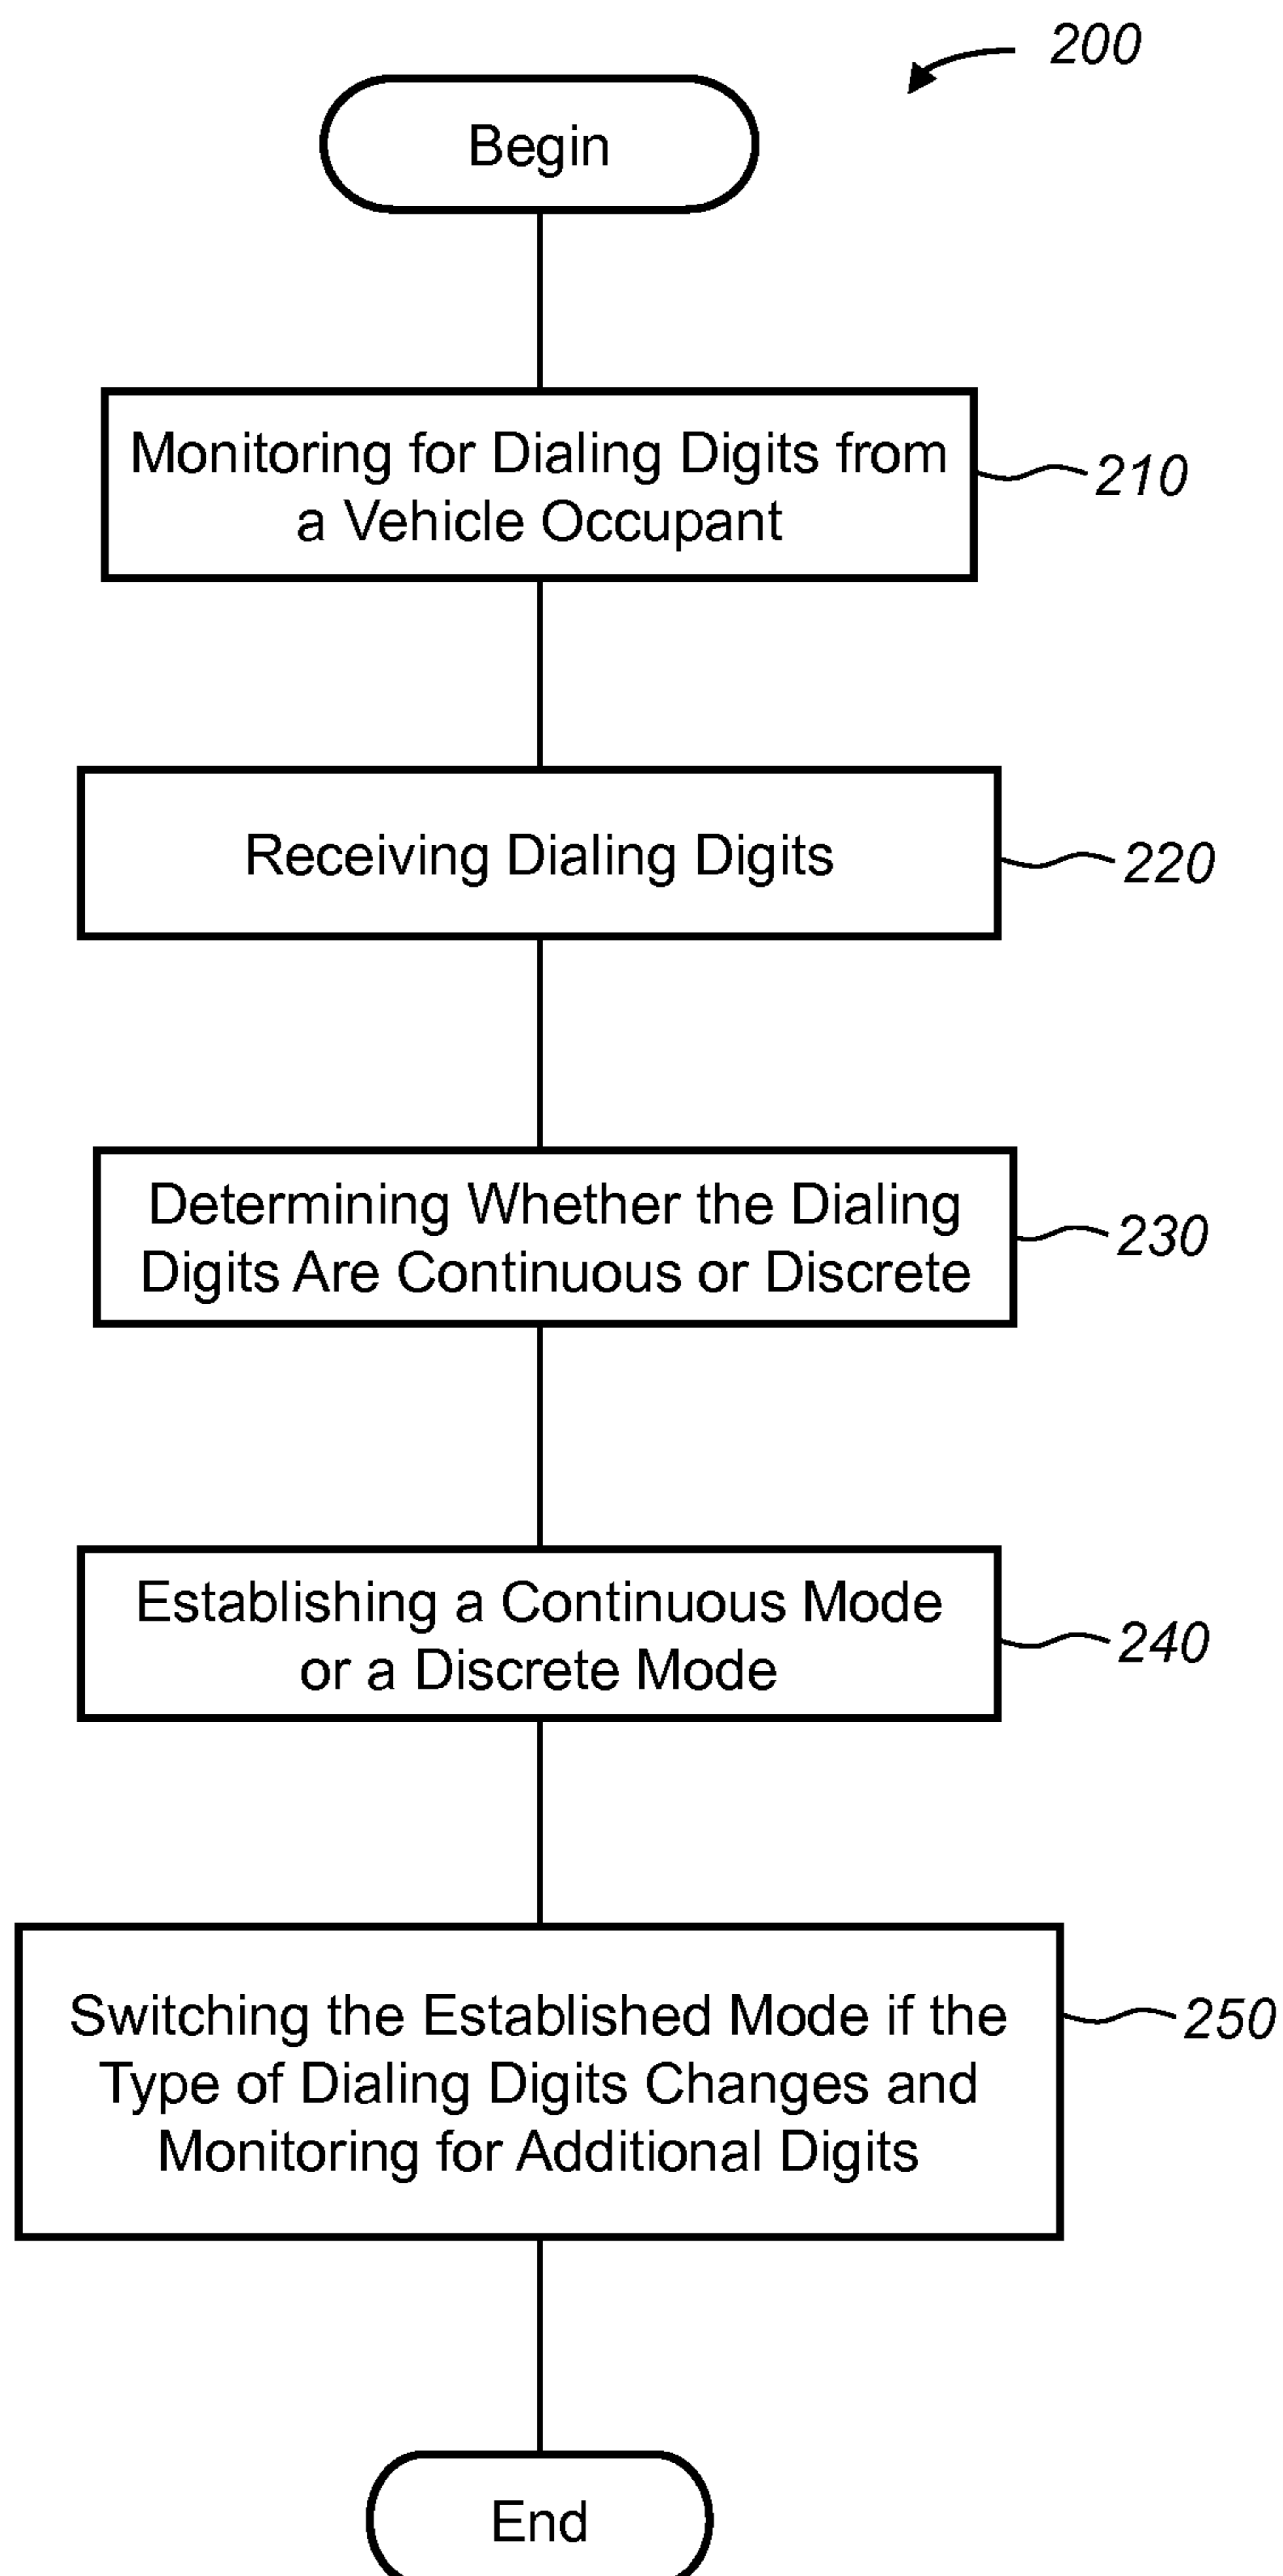 200
Begin
Monitoring for Dialing Digits from
a Vehicle Occupant
210
Receiving Dialing Digits
220
Determining Whether the Dialing
Digits Are Continuous or Discrete
230
Establishing a Continuous Mode
or a Discrete Mode
240
Switching the Established Mode if the
Type of Dialing Digits Changes and
Monitoring for Additional Digits
250
End